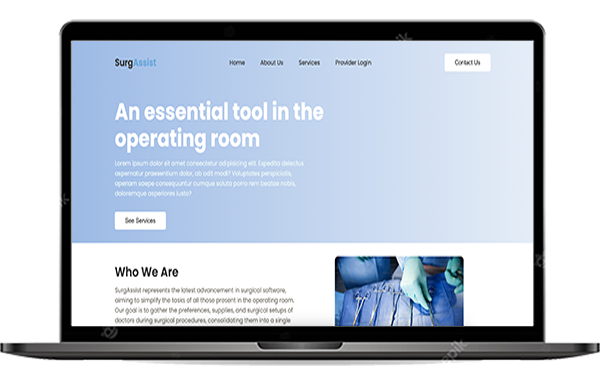 SurgAssist
Home
About Us
Services
Provider Login
Contact Us
An essential tool in the
operating room
Lorem ipsum dolor sit amet consectetur adipisicing elit. Expedita delectus
aspernatur praesentium dolor, ab odit modi? Voluptates perspiciatis,
aperiam saepe consequuntur cumque soluta porro rem beatae nobis,
doloremque asperiores iusto?
See Services
Who We Are
SurgAssist represents the latest advancement in surgical software,
aiming to simplify the tasks of all those present in the operating room.
Our goal is to gather the preferences, supplies, and surgical setups of
doctors during surgical procedures, consolidating them into a single